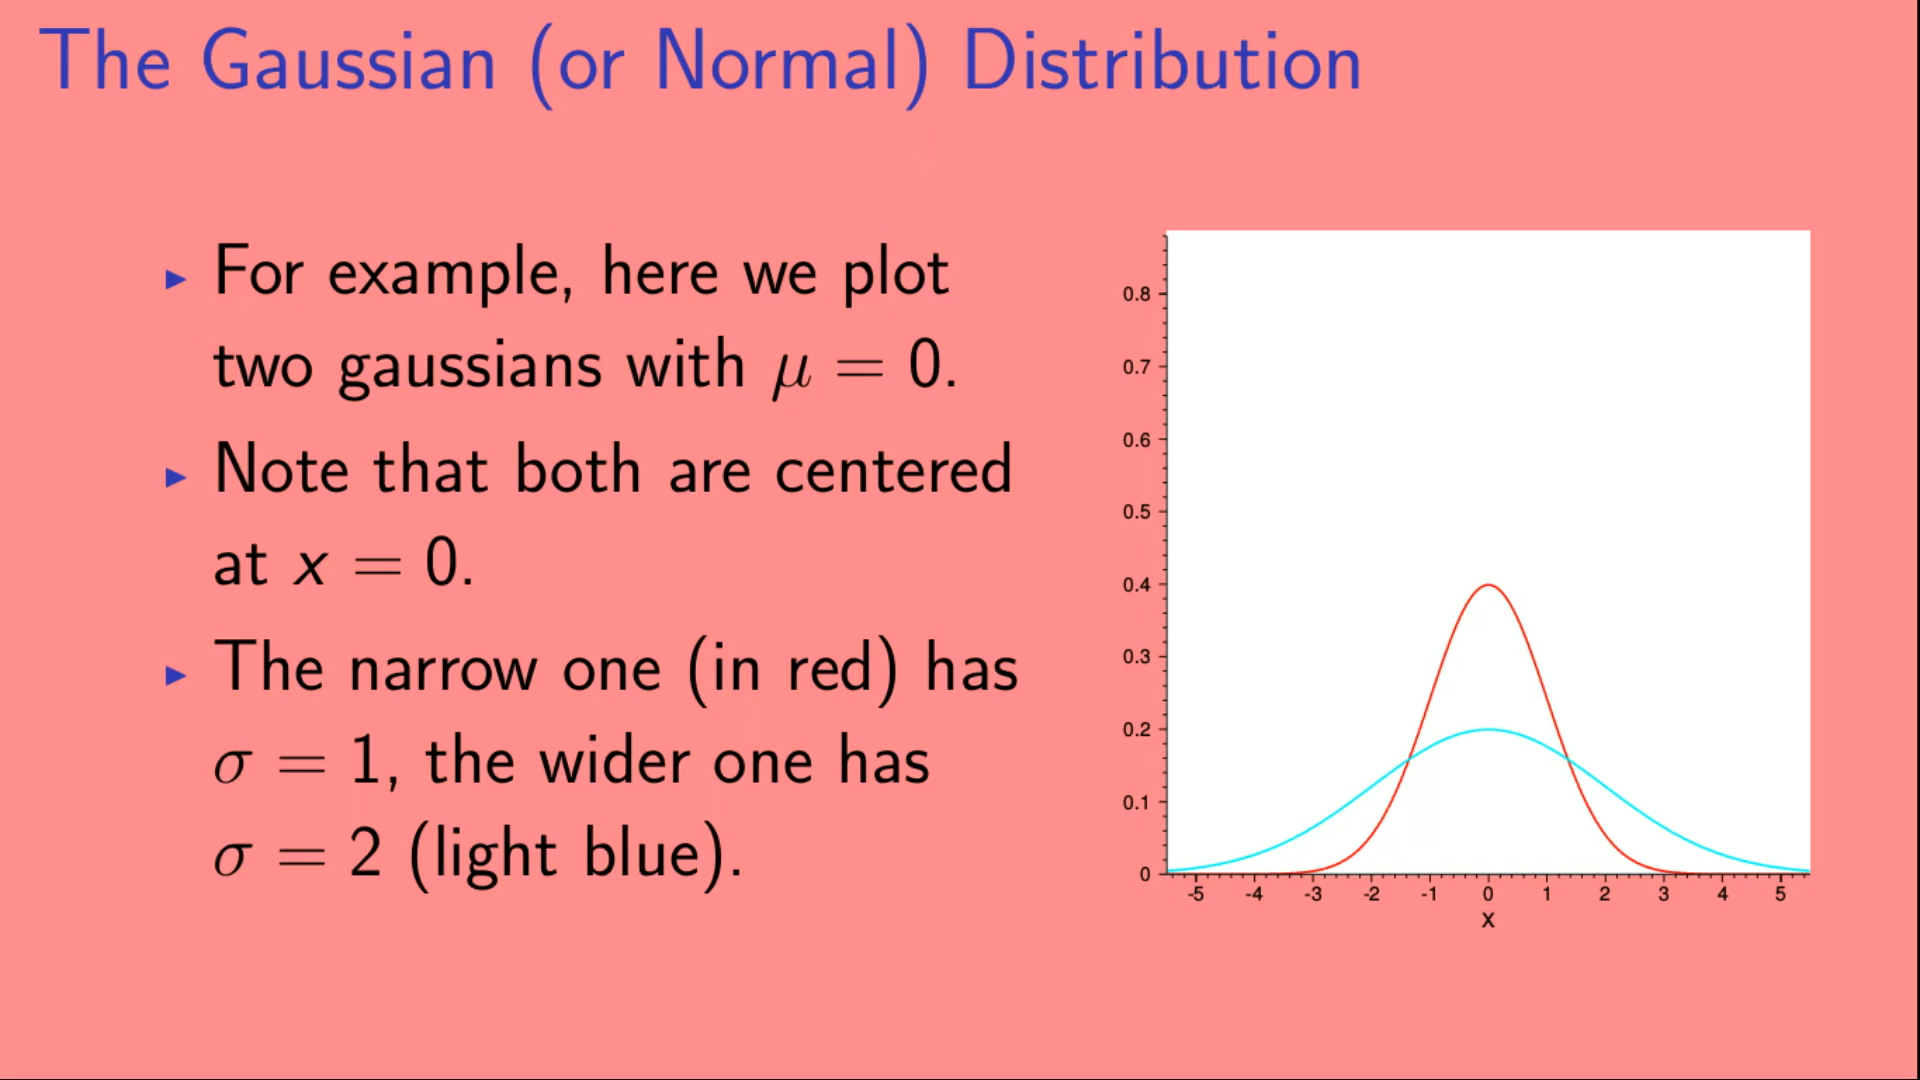 The Gaussian (or Normal) Distribution
▸ For example, here we plot
two gaussians with μ = 0.
▸ Note that both are centered
at x = 0.
▸ The narrow one (in red) has
σ = 1, the wider one has
σ = 2 (light blue).
0.8
0.7
0.6
0.5
0.4
0.3
0.2
0.1
0
-5 -4 -3 -2 -1 0 1 2 3 4 5
x